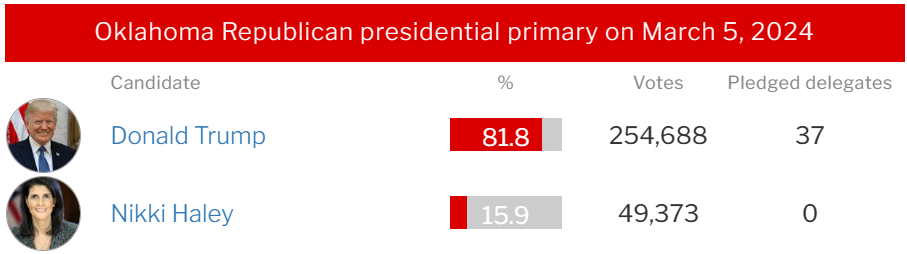 Oklahoma Republican presidential primary on March 5, 2024
Candidate % Votes Pledged delegates
Donald Trump 81.8 254,688 37
Nikki Haley 15.9 49,373 0